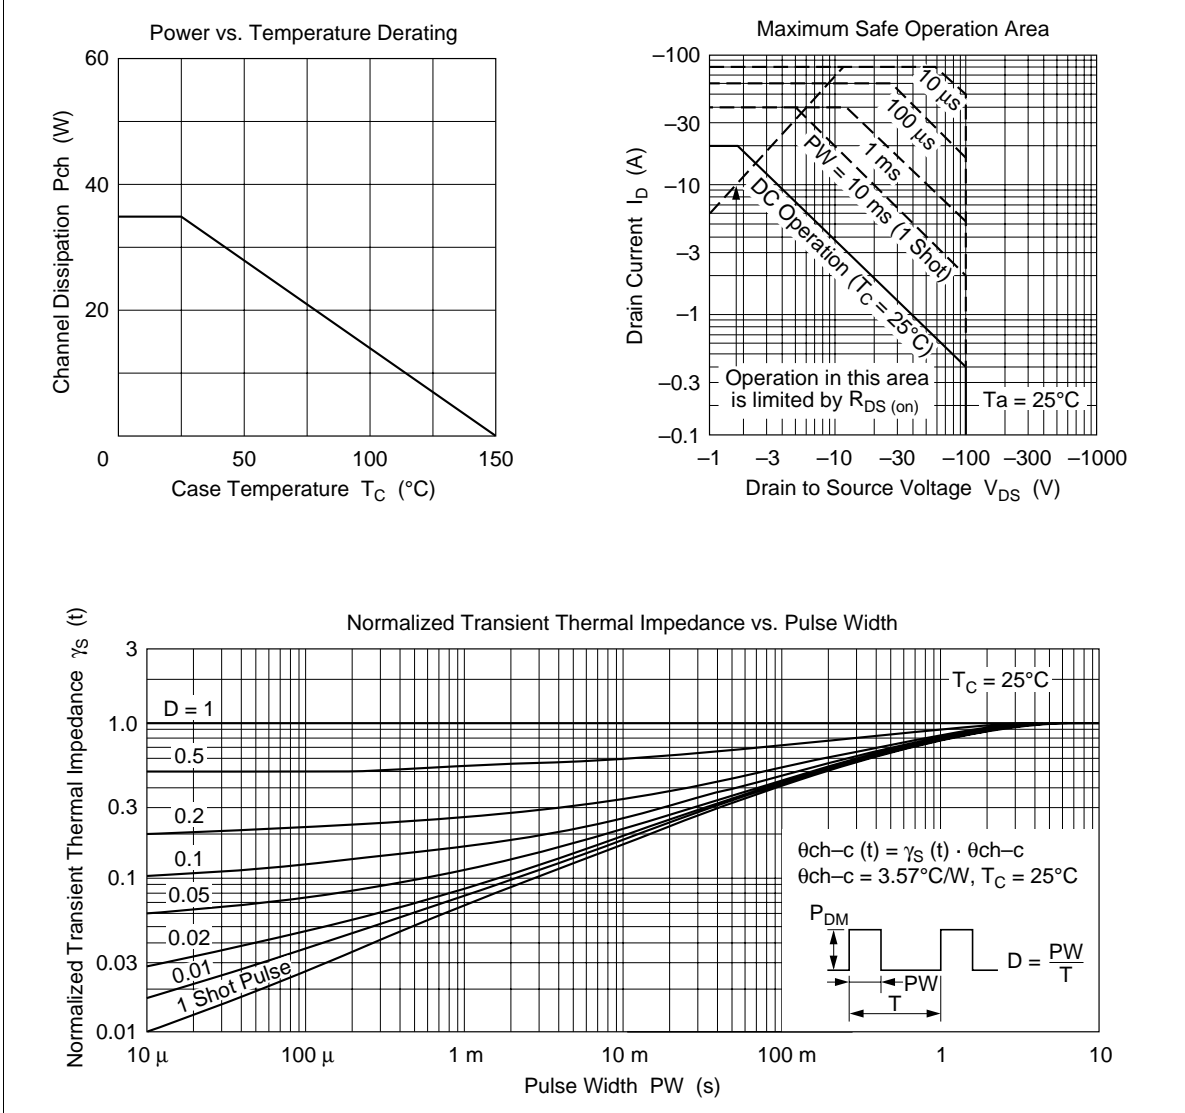 Power vs. Temperature Derating
60
40
20
0
50
100
150
Channel Dissipation Pch (W)
Case Temperature T_C (°C)
Maximum Safe Operation Area
–100
–30
–10
–3
–1
–0.3
–0.1
–1
–3
–10
–30
–100
–300
–1000
Drain Current I_D (A)
Drain to Source Voltage V_DS (V)
10 µs
100 µs
1 ms
PW = 10 ms (1 Shot)
DC Operation (T_C = 25°C)
Operation in this area
is limited by R_DS (on)
Ta = 25°C
Normalized Transient Thermal Impedance vs. Pulse Width
Normalized Transient Thermal Impedance γ_S (t)
3
1.0
0.3
0.1
0.03
0.01
10 µ
100 µ
1 m
10 m
100 m
1
10
Pulse Width PW (s)
T_C = 25°C
D = 1
0.5
0.2
0.1
0.05
0.02
0.01
1 Shot Pulse
θch–c (t) = γ_S (t) · θch–c
θch–c = 3.57°C/W, T_C = 25°C
P_DM
PW
T
D = PW/T